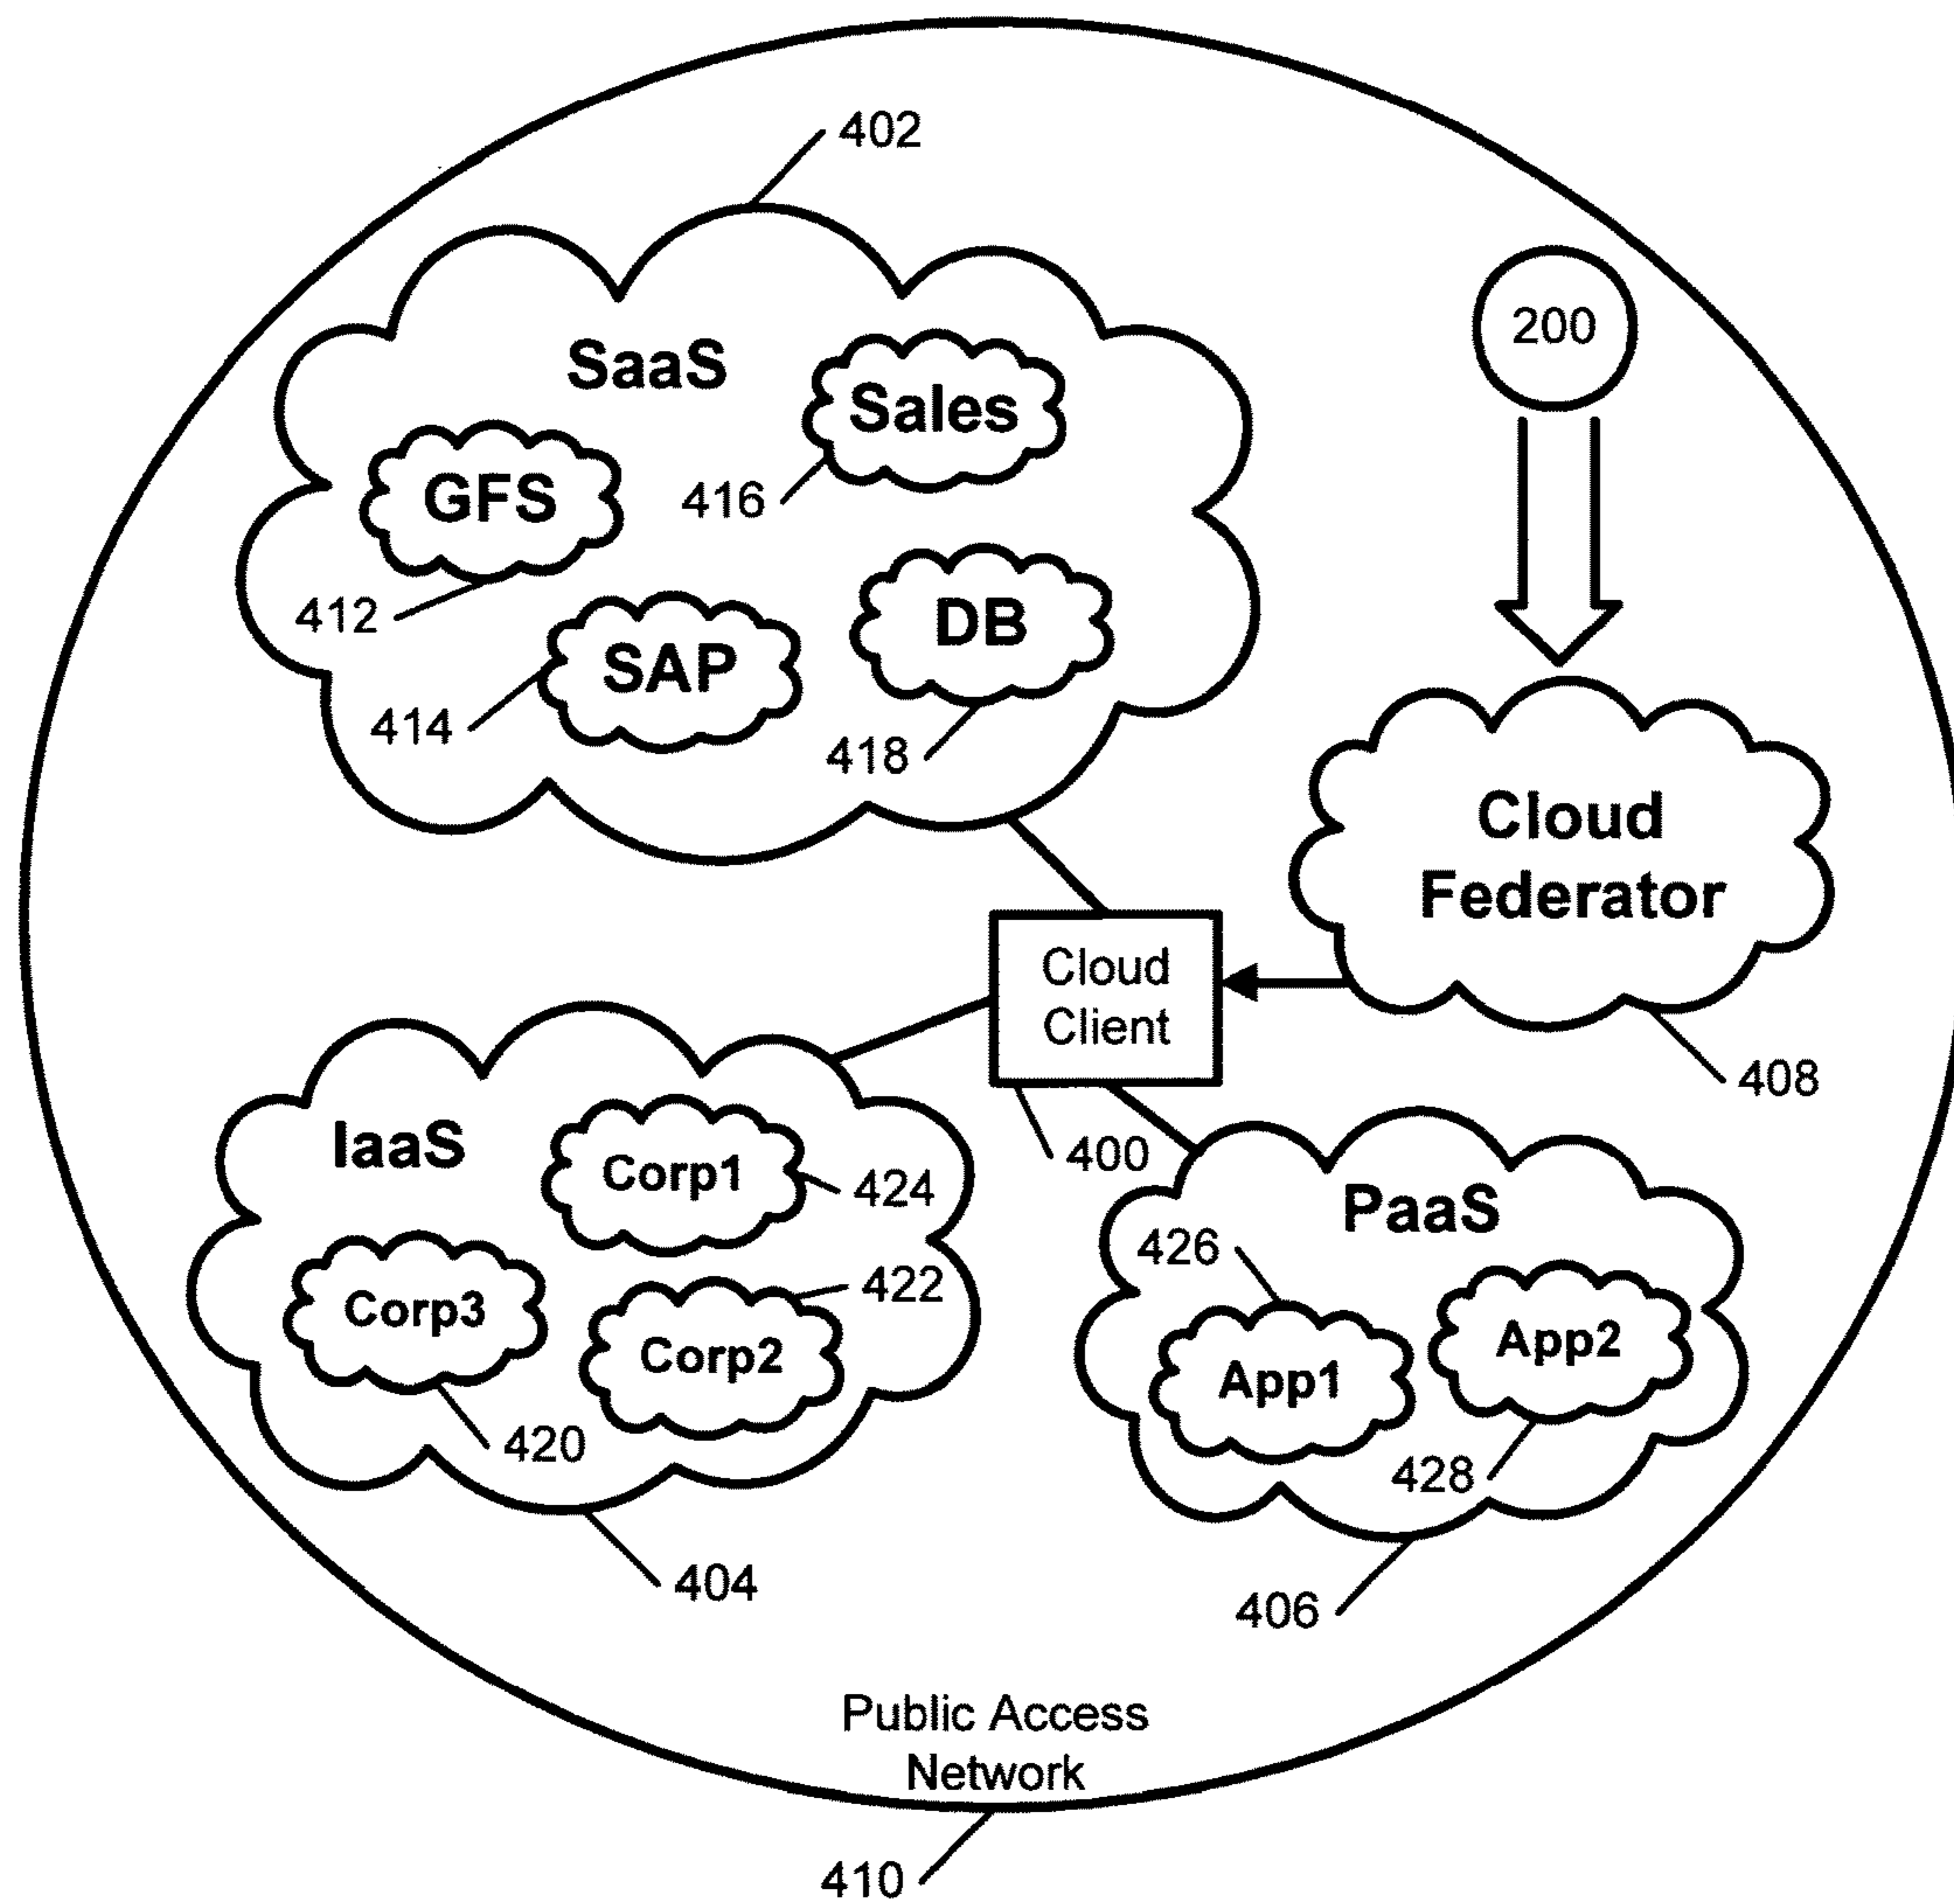 402
200
SaaS
Sales
GFS
416
412
SAP
DB
414
418
Cloud
Federator
Cloud
Client
408
IaaS
Corp1
424
400
PaaS
426
422
Corp3
Corp2
App1
App2
420
428
404
406
Public Access
Network
410